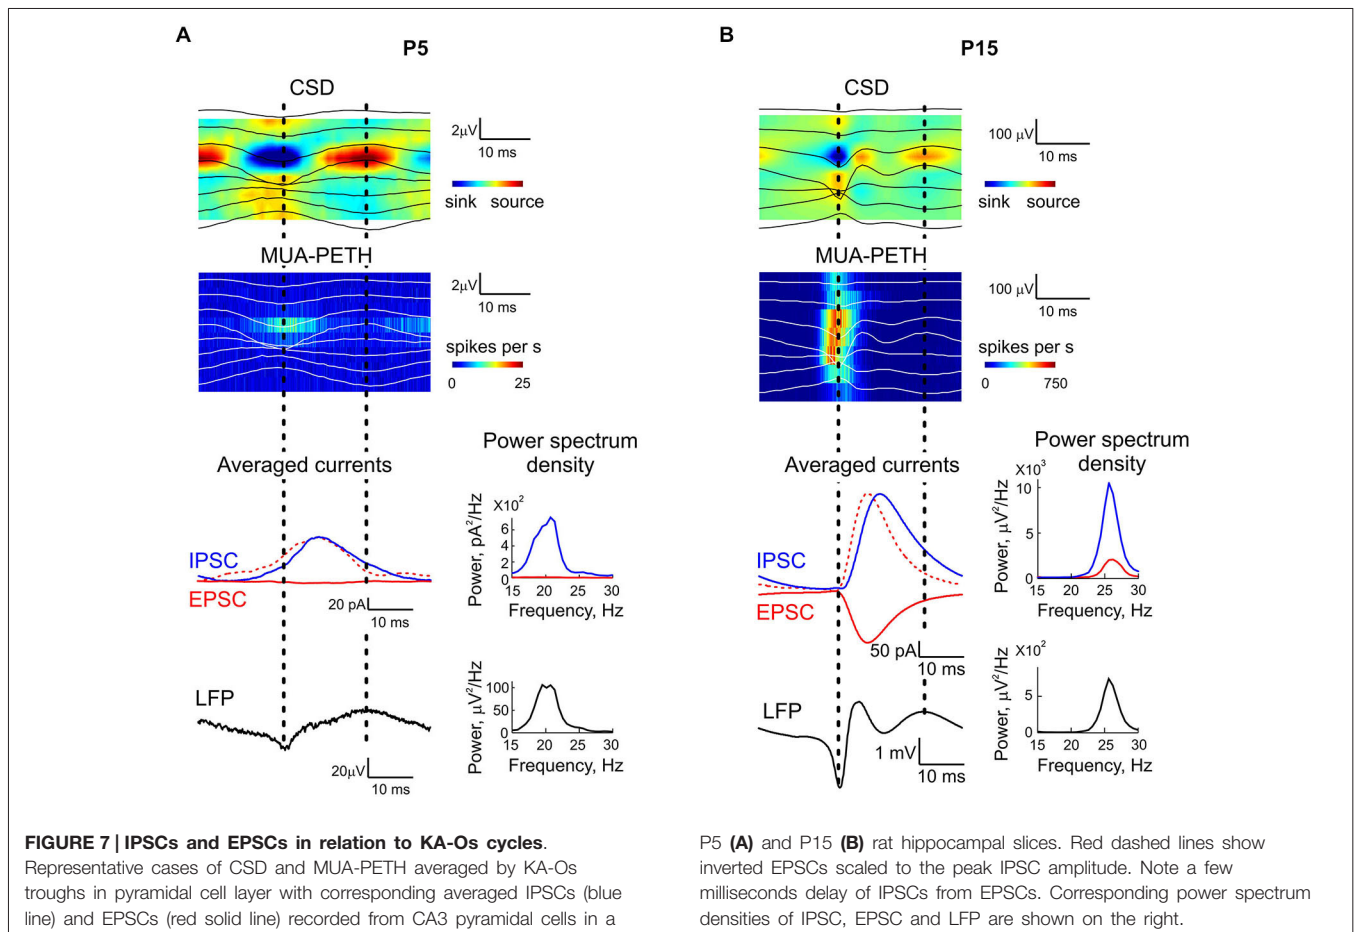 A
P5
CSD
2μV
10 ms
sink source
MUA-PETH
2μV
10 ms
spikes per s
0 25
Averaged currents
IPSC
EPSC
20 pA
10 ms
Power spectrum
density
X10²
Power, pA²/Hz
6
4
2
0
15 20 25 30
Frequency, Hz
LFP
20μV
10 ms
Power, μV²/Hz
100
50
0
15 20 25 30
Frequency, Hz
B
P15
CSD
100 μV
10 ms
sink source
MUA-PETH
100 μV
10 ms
spikes per s
0 750
Averaged currents
IPSC
EPSC
50 pA
10 ms
Power spectrum
density
X10³
Power, μV²/Hz
10
5
0
15 20 25 30
Frequency, Hz
LFP
1 mV
10 ms
X10²
Power, μV²/Hz
5
0
15 20 25 30
Frequency, Hz
FIGURE 7 | IPSCs and EPSCs in relation to KA-Os cycles.
Representative cases of CSD and MUA-PETH averaged by KA-Os
troughs in pyramidal cell layer with corresponding averaged IPSCs (blue
line) and EPSCs (red solid line) recorded from CA3 pyramidal cells in a
P5 (A) and P15 (B) rat hippocampal slices. Red dashed lines show
inverted EPSCs scaled to the peak IPSC amplitude. Note a few
milliseconds delay of IPSCs from EPSCs. Corresponding power spectrum
densities of IPSC, EPSC and LFP are shown on the right.